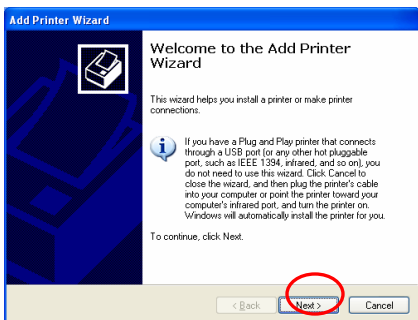 Add Printer Wizard
Welcome to the Add Printer
Wizard
This wizard helps you install a printer or make printer
connections.
If you have a Plug and Play printer that connects
through a USB port (or any other hot pluggable
port, such as IEEE 1394, infrared, and so on), you
do not need to use this wizard. Click Cancel to
close the wizard, and then plug the printer's cable
into your computer or point the printer toward your
computer's infrared port, and turn the printer on.
Windows will automatically install the printer for you.
To continue, click Next.
< Back Next > Cancel